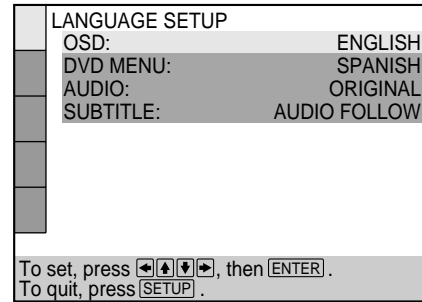 LANGUAGE SETUP
OSD: ENGLISH
DVD MENU: SPANISH
AUDIO: ORIGINAL
SUBTITLE: AUDIO FOLLOW
To set, press ←↑↓→, then ENTER.
To quit, press SETUP.